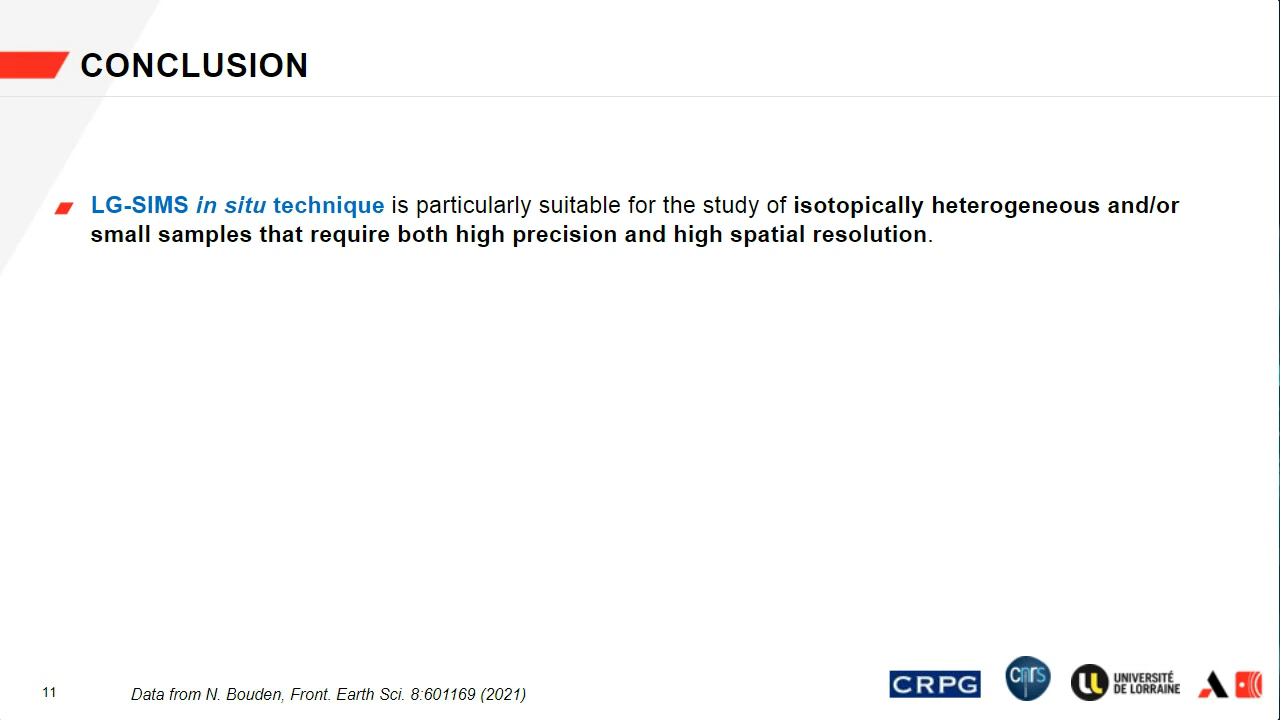 CONCLUSION
LG-SIMS in situ technique is particularly suitable for the study of isotopically heterogeneous and/or
small samples that require both high precision and high spatial resolution.
11
Data from N. Bouden, Front. Earth Sci. 8:601169 (2021)
CRPG
cnrs
UNIVERSITÉ
DE LORRAINE